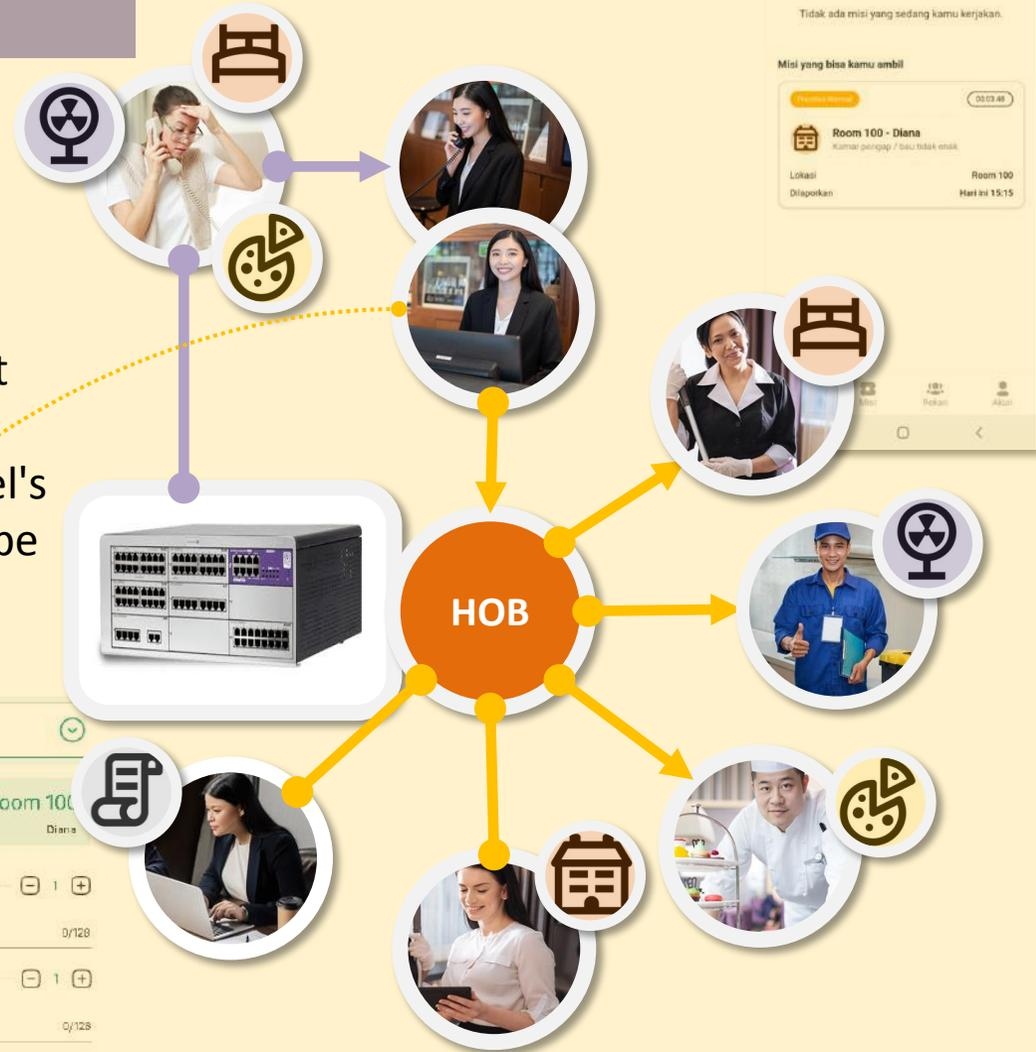 Tidak ada misi yang sedang kamu kerjakan.
Misi yang bisa kamu ambil
Prioritas Normal
00:03:48
Room 100 - Diana
Kamar pengap / bau tidak enak
Lokasi
Room 100
Dilaporkan
Hari ini 15:15
Misi
Rekan
Akun
t
el's
be
HOB
oom 100
Diana
1
0/128
1
0/128